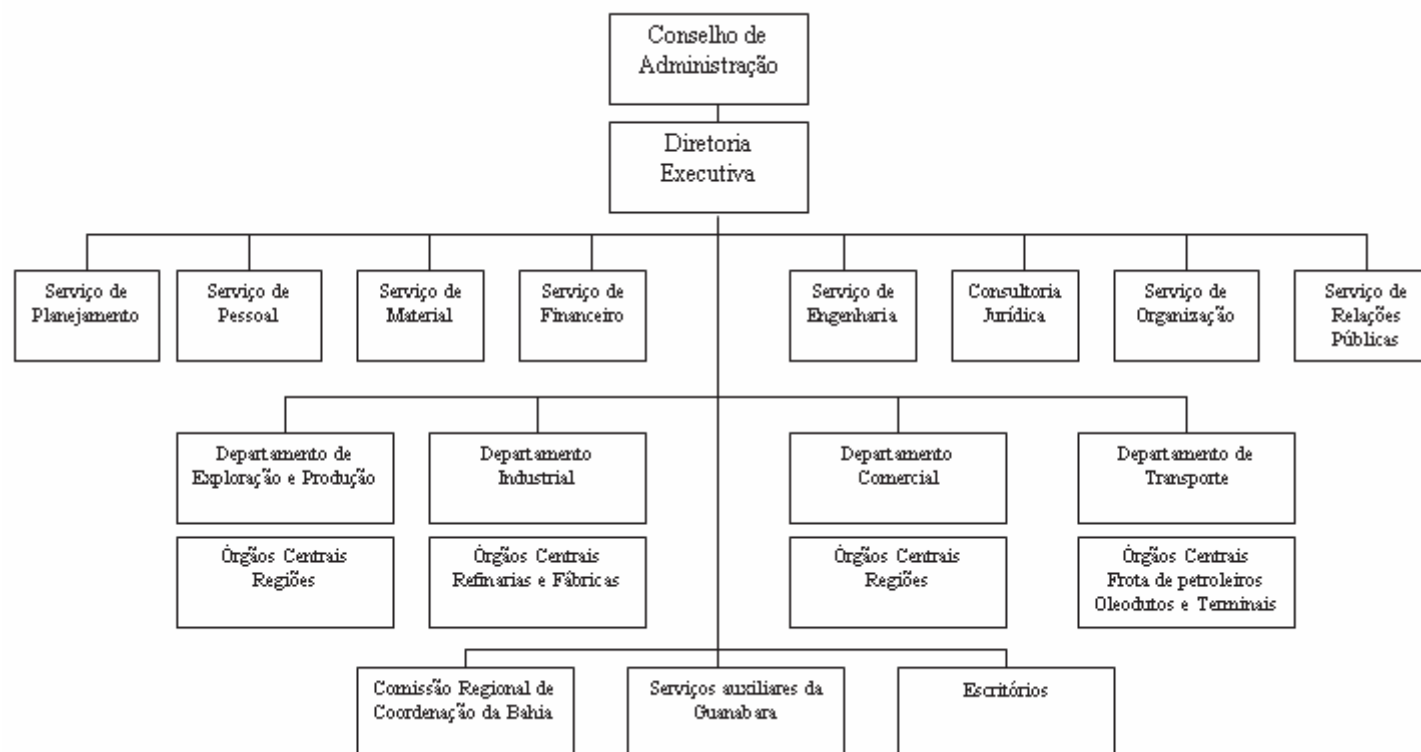 Conselho de
Administração
Diretoria
Executiva
Serviço de
Planejamento
Serviço de
Pessoal
Serviço de
Material
Serviço de
Financeiro
Serviço de
Engenharia
Consultoria
Jurídica
Serviço de
Organização
Serviço de
Relações
Públicas
Departamento de
Exploração e Produção
Departamento
Industrial
Departamento
Comercial
Departamento de
Transporte
Órgãos Centrais
Regiões
Órgãos Centrais
Refinarias e Fábricas
Órgãos Centrais
Regiões
Órgãos Centrais
Frota de petroleiros
Oleodutos e Terminais
Comissão Regional de
Coordenação da Bahia
Serviços auxiliares da
Guanabara
Escritórios